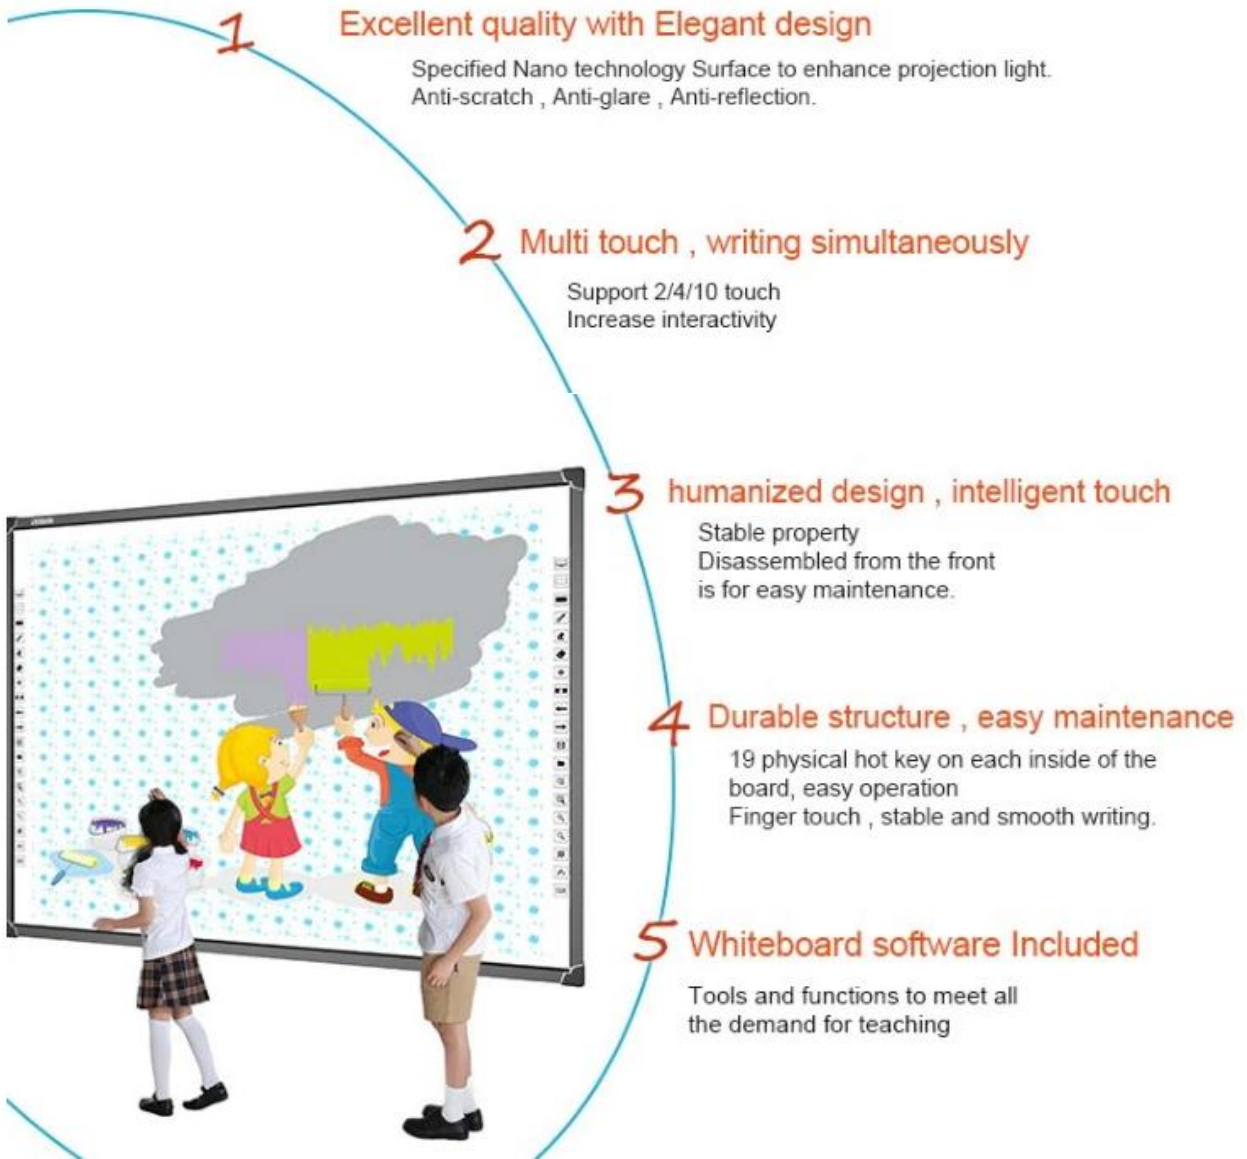 1 Excellent quality with Elegant design
Specified Nano technology Surface to enhance projection light.
Anti-scratch , Anti-glare , Anti-reflection.
2 Multi touch , writing simultaneously
Support 2/4/10 touch
Increase interactivity
3 humanized design , intelligent touch
Stable property
Disassembled from the front
is for easy maintenance.
4 Durable structure , easy maintenance
19 physical hot key on each inside of the
board, easy operation
Finger touch , stable and smooth writing.
5 Whiteboard software Included
Tools and functions to meet all
the demand for teaching